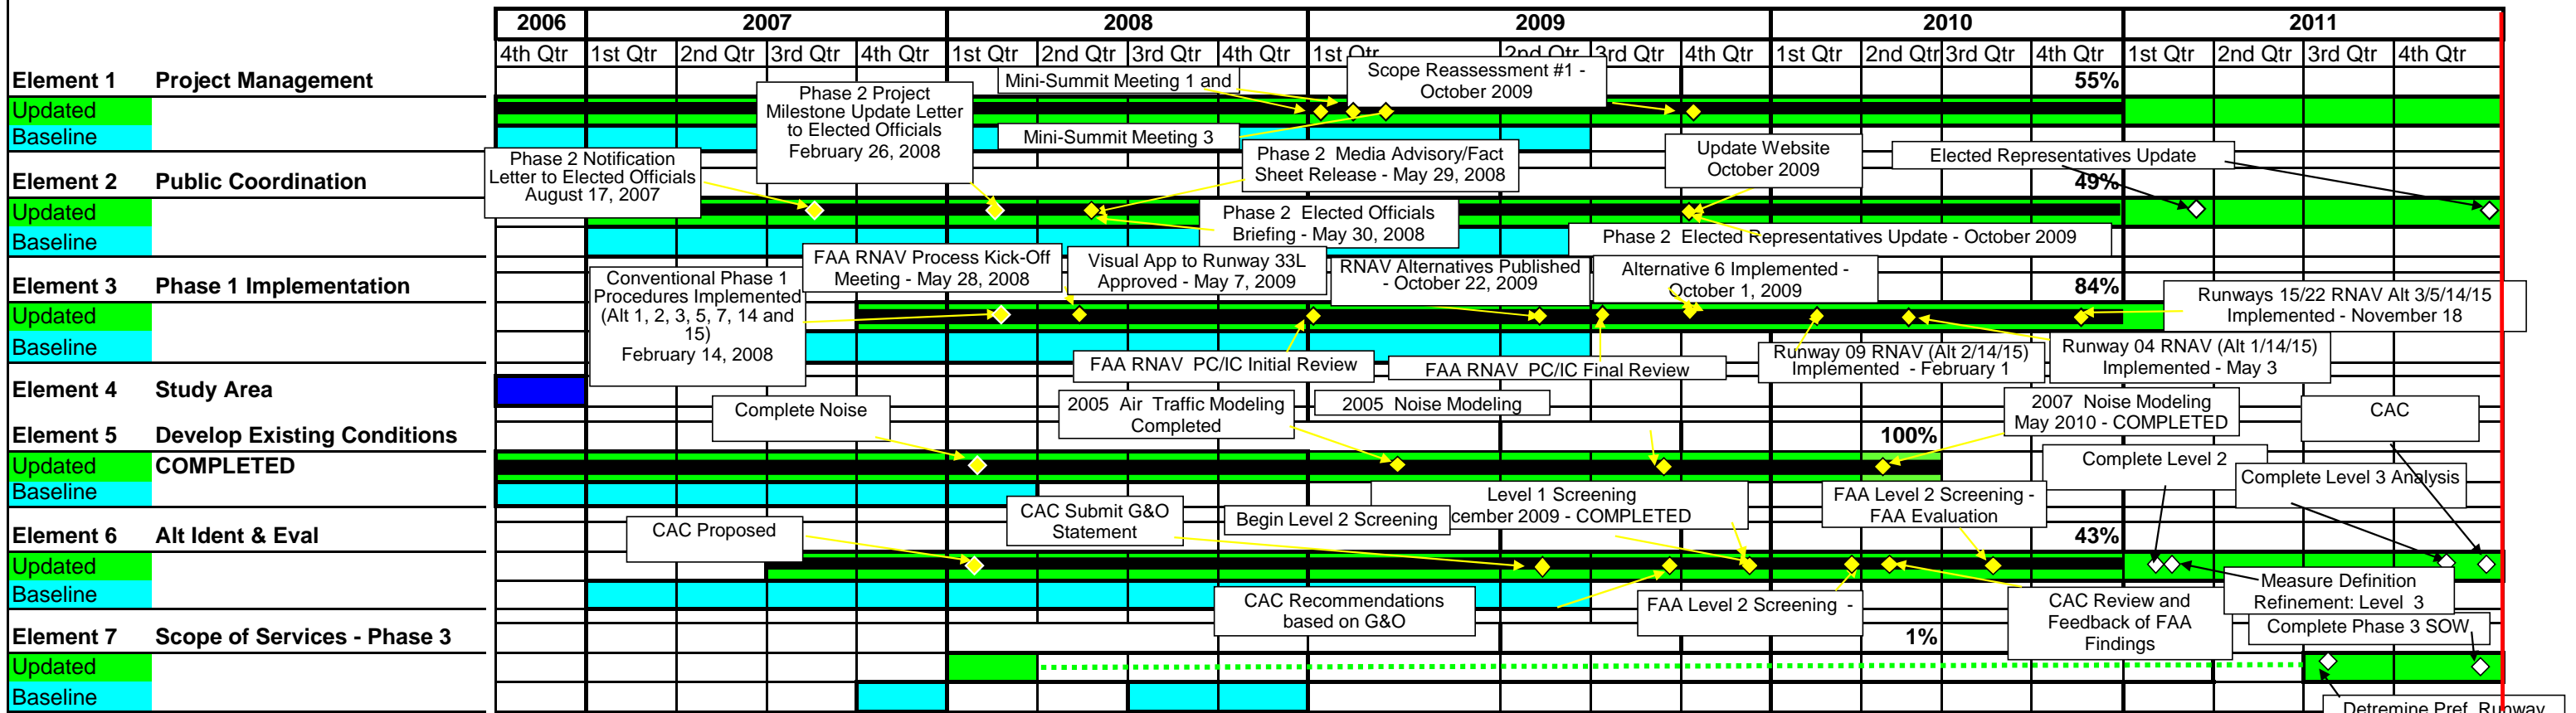 2006 2007 2008 2009 2010 2011
4th Qtr 1st Qtr 2nd Qtr 3rd Qtr 4th Qtr 1st Qtr 2nd Qtr 3rd Qtr 4th Qtr 1st Qtr 2nd Qtr 3rd Qtr 4th Qtr 1st Qtr 2nd Qtr 3rd Qtr 4th Qtr 1st Qtr 2nd Qtr 3rd Qtr 4th Qtr
Element 1 Project Management
55%
Mini-Summit Meeting 1 and
Scope Reassessment #1 -
October 2009
Updated
Baseline
Mini-Summit Meeting 3
Phase 2 Project
Milestone Update Letter
to Elected Officials
February 26, 2008
Phase 2 Notification
Letter to Elected Officials
August 17, 2007
Phase 2 Media Advisory/Fact
Sheet Release - May 29, 2008
Update Website
October 2009
Elected Representatives Update
Element 2 Public Coordination
49%
Updated
Baseline
Phase 2 Elected Officials
Briefing - May 30, 2008
Phase 2 Elected Representatives Update - October 2009
Element 3 Phase 1 Implementation
84%
Conventional Phase 1
Procedures Implemented
(Alt 1, 2, 3, 5, 7, 14 and
15)
February 14, 2008
FAA RNAV Process Kick-Off
Meeting - May 28, 2008
Visual App to Runway 33L
Approved - May 7, 2009
RNAV Alternatives Published
- October 22, 2009
Alternative 6 Implemented -
October 1, 2009
Runways 15/22 RNAV Alt 3/5/14/15
Implemented - November 18
Updated
Baseline
FAA RNAV PC/IC Initial Review
FAA RNAV PC/IC Final Review
Runway 09 RNAV (Alt 2/14/15)
Implemented - February 1
Runway 04 RNAV (Alt 1/14/15)
Implemented - May 3
Element 4 Study Area
Complete Noise
2005 Air Traffic Modeling
Completed
2005 Noise Modeling
2007 Noise Modeling
May 2010 - COMPLETED
CAC
Element 5 Develop Existing Conditions
100%
Updated COMPLETED
Baseline
Complete Level 2
Complete Level 3 Analysis
Element 6 Alt Ident & Eval
43%
CAC Proposed
CAC Submit G&O
Statement
Begin Level 2 Screening
Level 1 Screening
cember 2009 - COMPLETED
FAA Level 2 Screening -
FAA Evaluation
Updated
Baseline
CAC Recommendations
based on G&O
FAA Level 2 Screening -
CAC Review and
Feedback of FAA
Findings
Measure Definition
Refinement: Level 3
Element 7 Scope of Services - Phase 3
1%
Complete Phase 3 SOW
Updated
Baseline
Detremine Pref. Runway